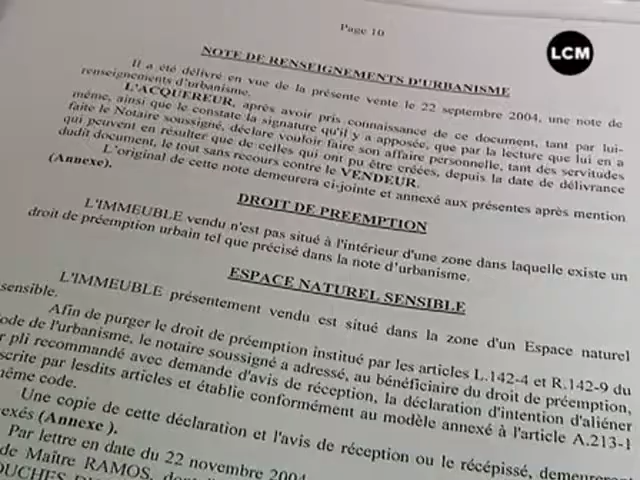 Page 10
LCM
NOTE DE RENSEIGNEMENTS D'URBANISME
Il a été délivré en vue de la présente vente le 22 septembre 2004, une note de
renseignements d'urbanisme.
L'ACQUEREUR, après avoir pris connaissance de ce document, tant par lui-
même, ainsi que le constate la signature qu'il y a apposée, que par la lecture que lui en a
faite le Notaire soussigné, déclare vouloir faire son affaire personnelle, tant des servitudes
qui peuvent en résulter que de celles qui ont pu être créées, depuis la date de délivrance
dudit document, le tout sans recours contre le VENDEUR.
L'original de cette note demeurera ci-jointe et annexé aux présentes après mention
(Annexe).
DROIT DE PREEMPTION
L'IMMEUBLE vendu n'est pas situé à l'intérieur d'une zone dans laquelle existe un
droit de préemption urbain tel que précisé dans la note d'urbanisme.
ESPACE NATUREL SENSIBLE
L'IMMEUBLE présentement vendu est situé dans la zone d'un Espace naturel
sensible.
Afin de purger le droit de préemption institué par les articles L.142-4 et R.142-9 du
ode de l'urbanisme, le notaire soussigné a adressé, au bénéficiaire du droit de préemption,
r pli recommandé avec demande d'avis de réception, la déclaration d'intention d'aliéner
scrite par lesdits articles et établie conformément au modèle annexé à l'article A.213-1
même code.
Une copie de cette déclaration et l'avis de réception ou le récépissé, demeureront
exés (Annexe ).
Par lettre en date du 22 novembre 2004
de Maître RAMOS, dont